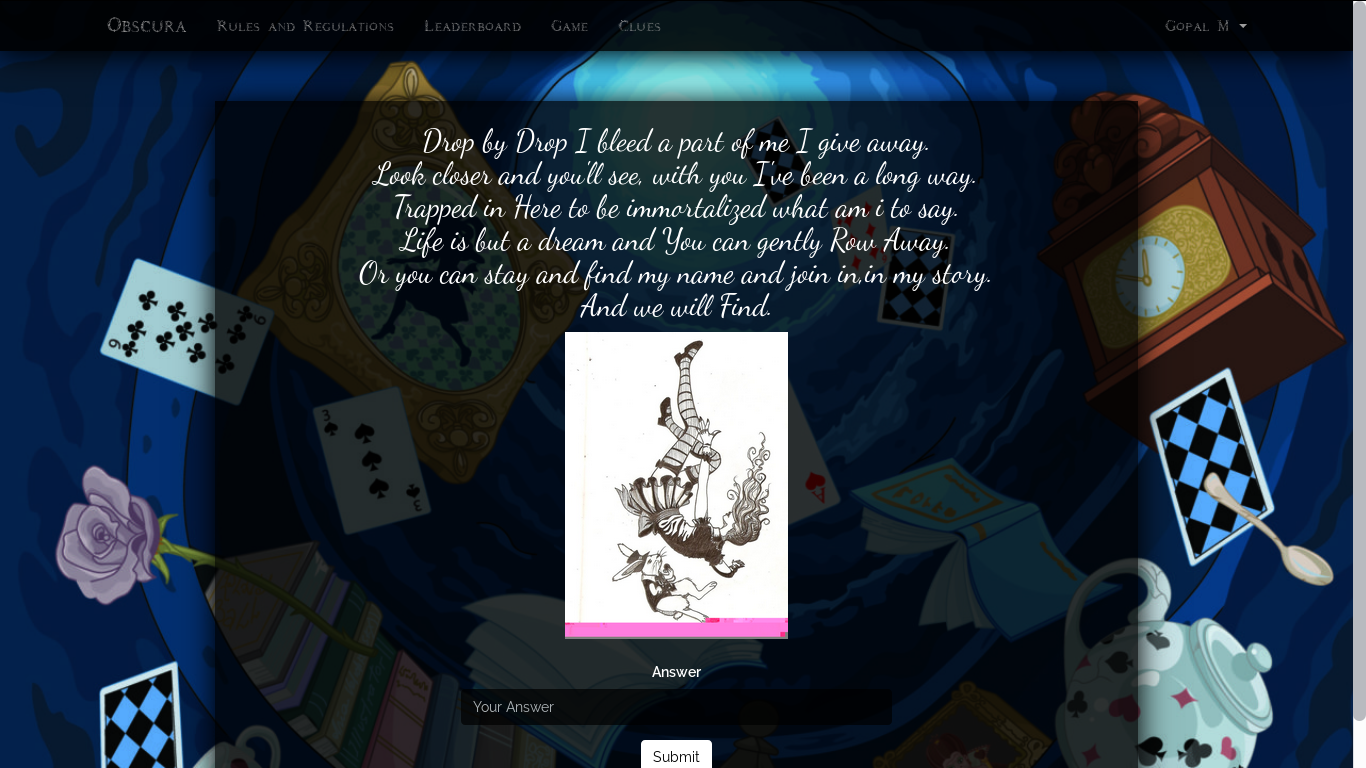 Obscura Rules and Regulations Leaderboard Game Clues Gopal M
Drop by Drop I bleed a part of me I give away.
Look closer and you'll see, with you I've been a long way.
Trapped in Here to be immortalized what am i to say.
Life is but a dream and You can gently Row Away.
Or you can stay and find my name and join in,in my story.
And we will Find.
Answer
Your Answer
Submit